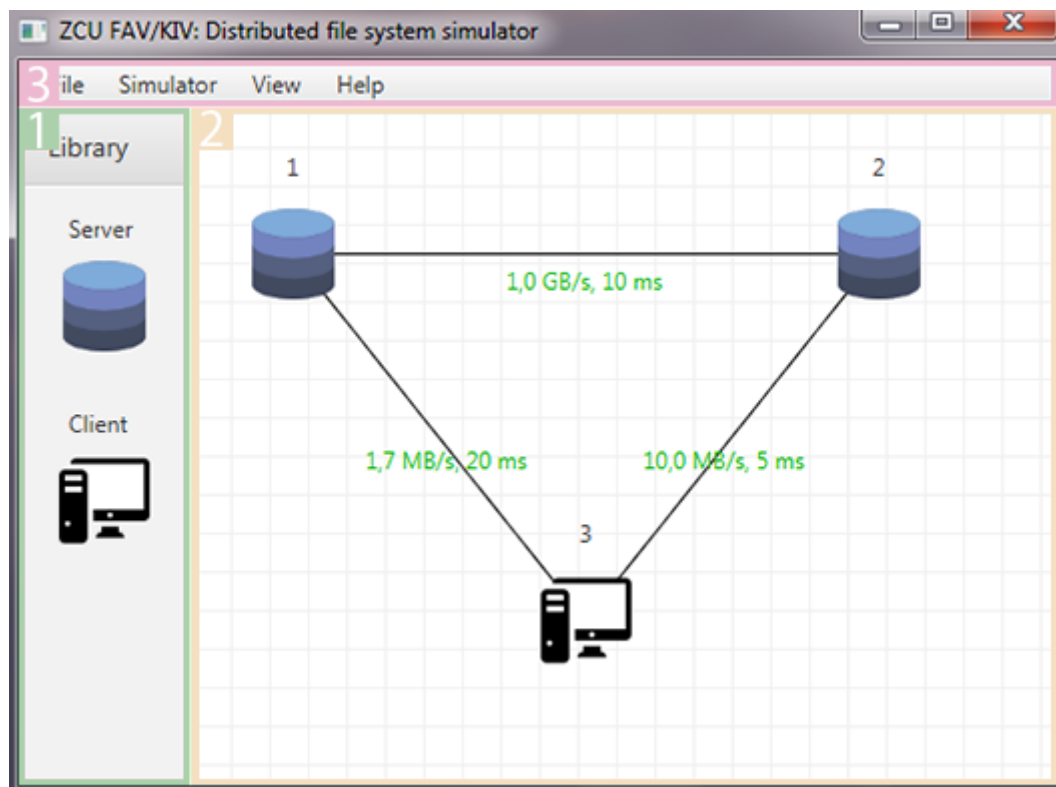 ZCU FAV/KIV: Distributed file system simulator
3 ile Simulator View Help
1
Library
2
Server
Client
1
2
1,0 GB/s, 10 ms
1,7 MB/s, 20 ms
10,0 MB/s, 5 ms
3